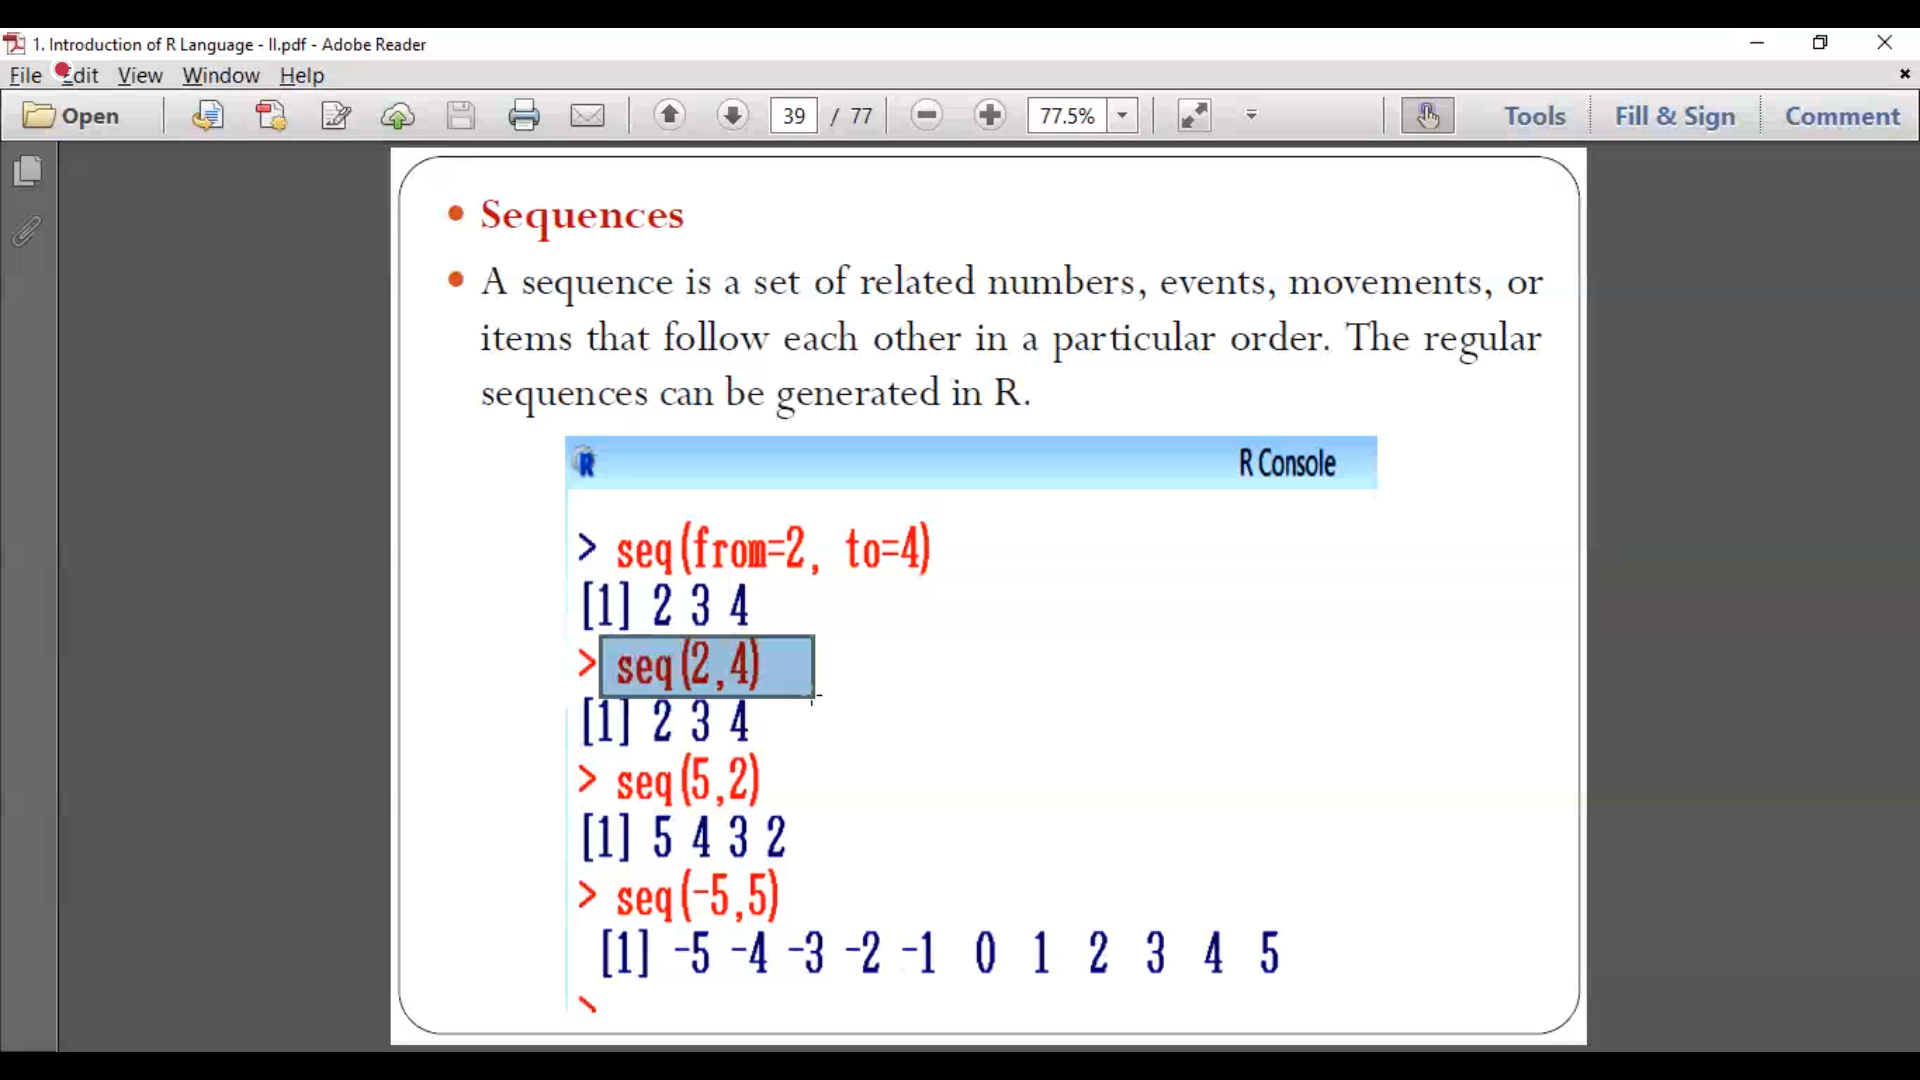 1. Introduction of R Language - II.pdf - Adobe Reader
File Edit View Window Help
Open 39 / 77 77.5% Tools Fill & Sign Comment
• Sequences
• A sequence is a set of related numbers, events, movements, or
items that follow each other in a particular order. The regular
sequences can be generated in R.
R R Console
> seq(from=2, to=4)
[1] 2 3 4
> seq(2,4)
[1] 2 3 4
> seq(5,2)
[1] 5 4 3 2
> seq(-5,5)
[1] -5 -4 -3 -2 -1 0 1 2 3 4 5